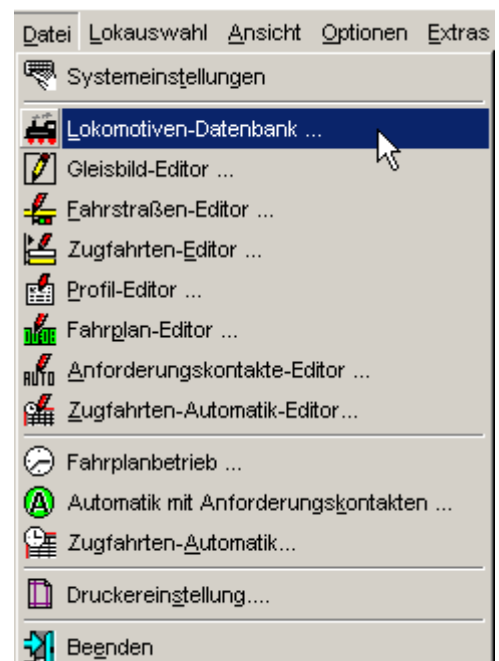 Datei Lokauswahl Ansicht Optionen Extras
Systemeinstellungen
Lokomotiven-Datenbank ...
Gleisbild-Editor ...
Fahrstraßen-Editor ...
Zugfahrten-Editor ...
Profil-Editor ...
Fahrplan-Editor ...
AUTO Anforderungskontakte-Editor ...
Zugfahrten-Automatik-Editor...
Fahrplanbetrieb ...
A Automatik mit Anforderungskontakten ...
Zugfahrten-Automatik...
Druckereinstellung....
Beenden